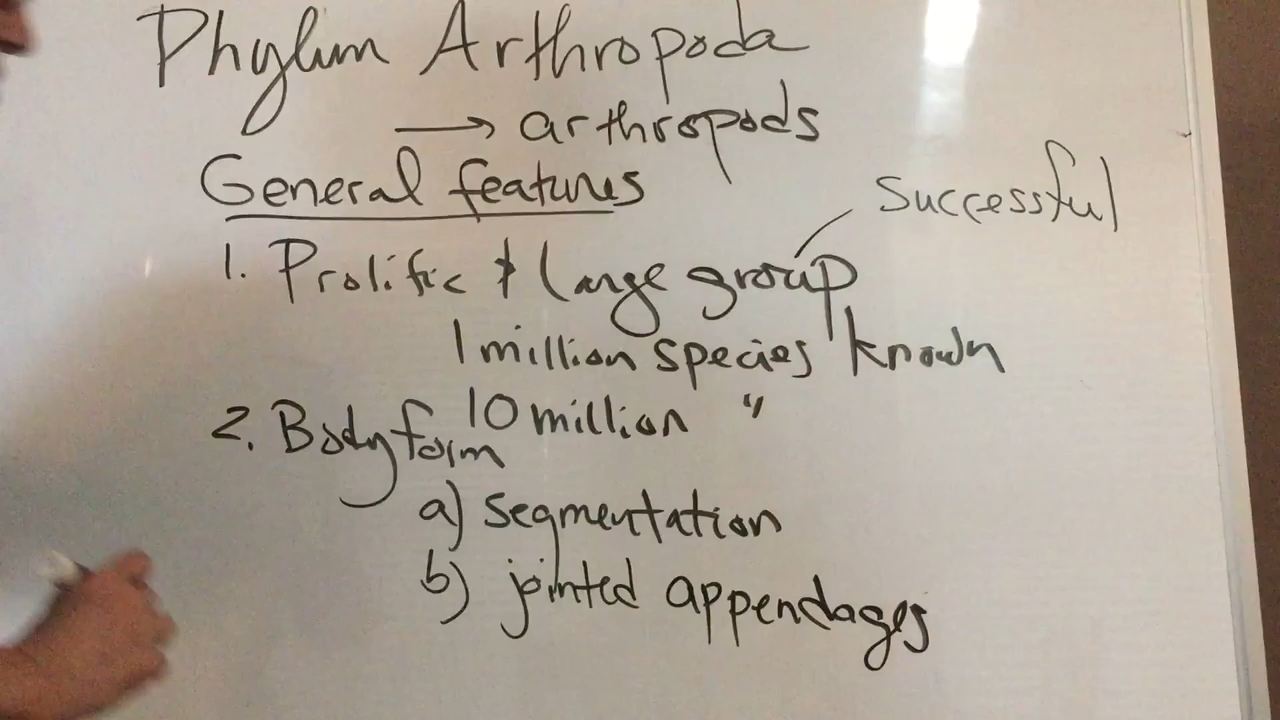 Phylum Arthropoda
→ arthropods
General features
Successful
1. Prolific & large group
1 million species known
10 million "
2. Body form
a) segmentation
b) jointed appendages